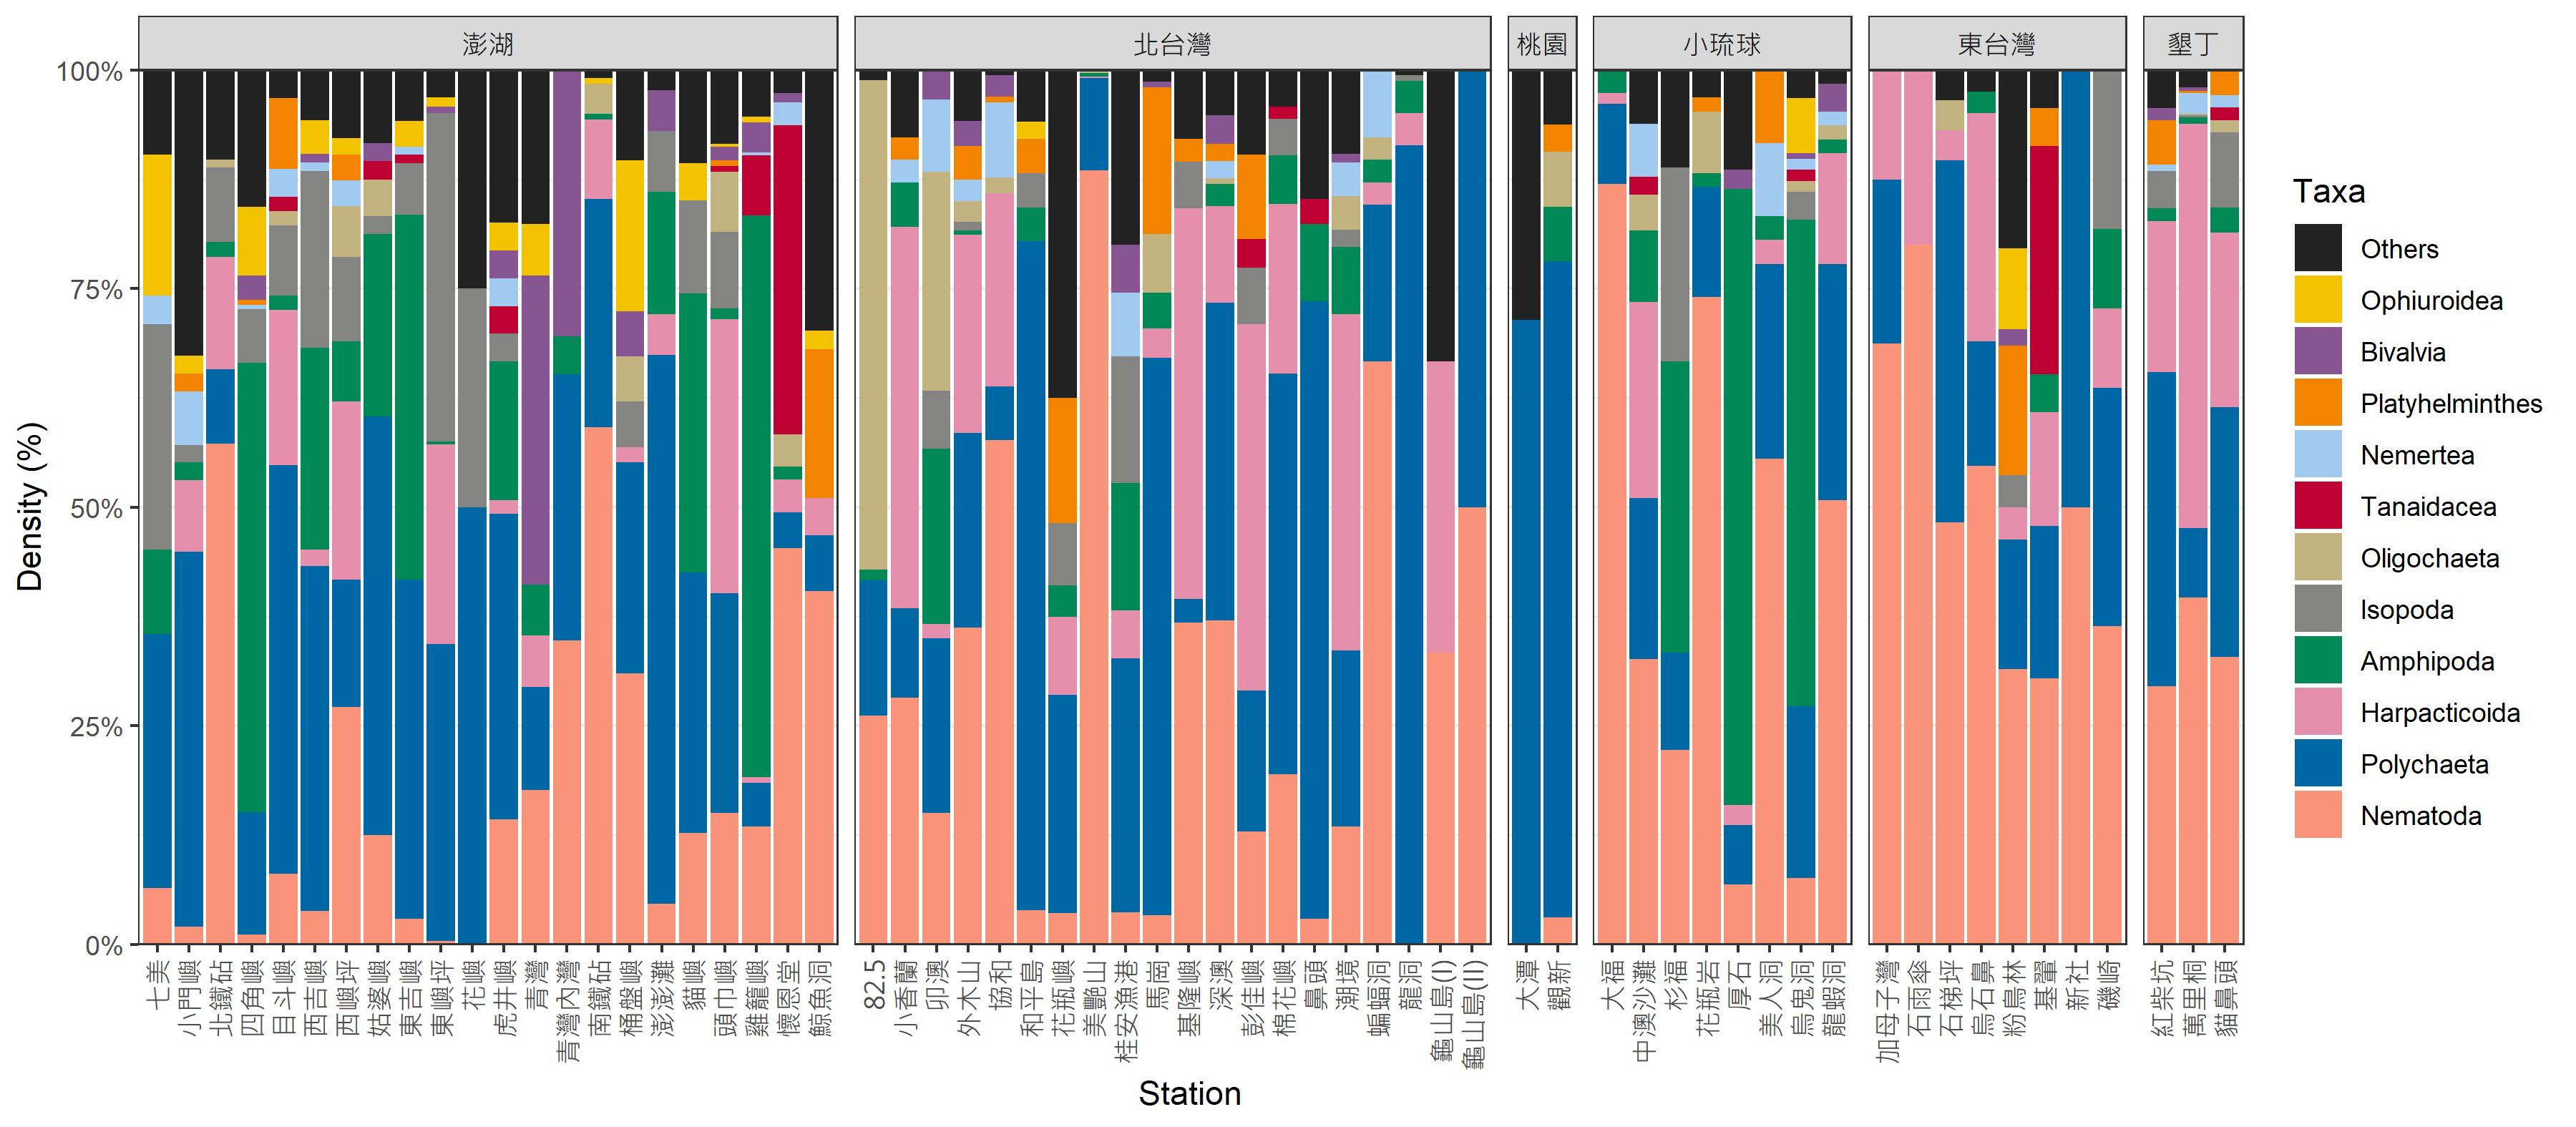 澎湖
北台灣
桃園
小琉球
東台灣
墾丁
100%
75%
50%
25%
0%
Density (%)
七美
小門嶼
北鐵砧
四角嶼
目斗嶼
西吉嶼
西嶼坪
姑婆嶼
東吉嶼
東嶼坪
花嶼
虎井嶼
青灣
青灣內灣
南鐵砧
桶盤嶼
澎澎灘
貓嶼
頭巾嶼
雞籠嶼
懷恩堂
鯨魚洞
82.5
小香蘭
卯澳
外木山
協和
和平島
花瓶嶼
美艷山
桂安漁港
馬崗
基隆嶼
深澳
彭佳嶼
棉花嶼
鼻頭
潮境
蝙蝠洞
龍洞
龜山島(I)
龜山島(II)
大潭
觀新
大福
中澳沙灘
杉福
花瓶岩
厚石
美人洞
烏鬼洞
龍蝦洞
加母子灣
石雨傘
石梯坪
烏石鼻
粉鳥林
基翬
新社
磯崎
紅柴坑
萬里桐
貓鼻頭
Station
Taxa
Others
Ophiuroidea
Bivalvia
Platyhelminthes
Nemertea
Tanaidacea
Oligochaeta
Isopoda
Amphipoda
Harpacticoida
Polychaeta
Nematoda